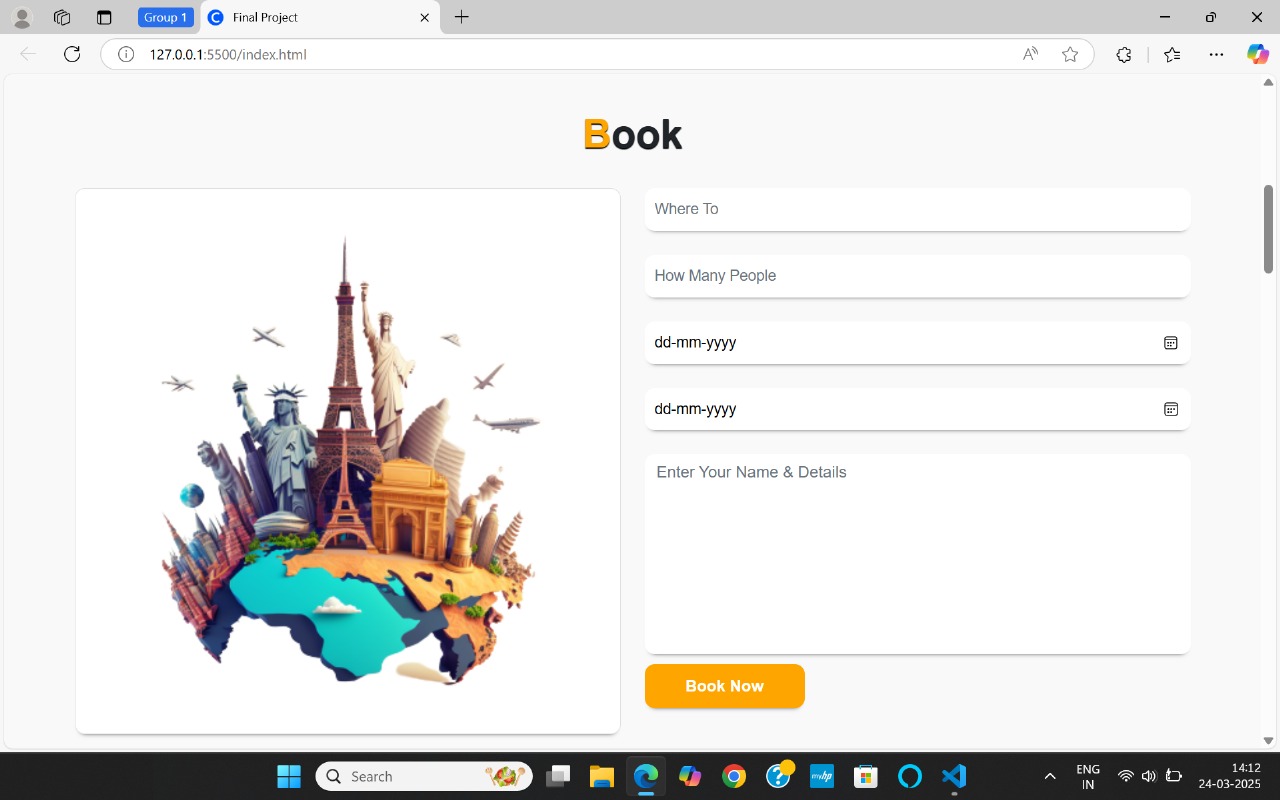 Group 1
Final Project
127.0.0.1:5500/index.html
Book
Where To
How Many People
dd-mm-yyyy
dd-mm-yyyy
Enter Your Name & Details
Book Now
Search
myhp
ENG
IN
14:12
24-03-2025